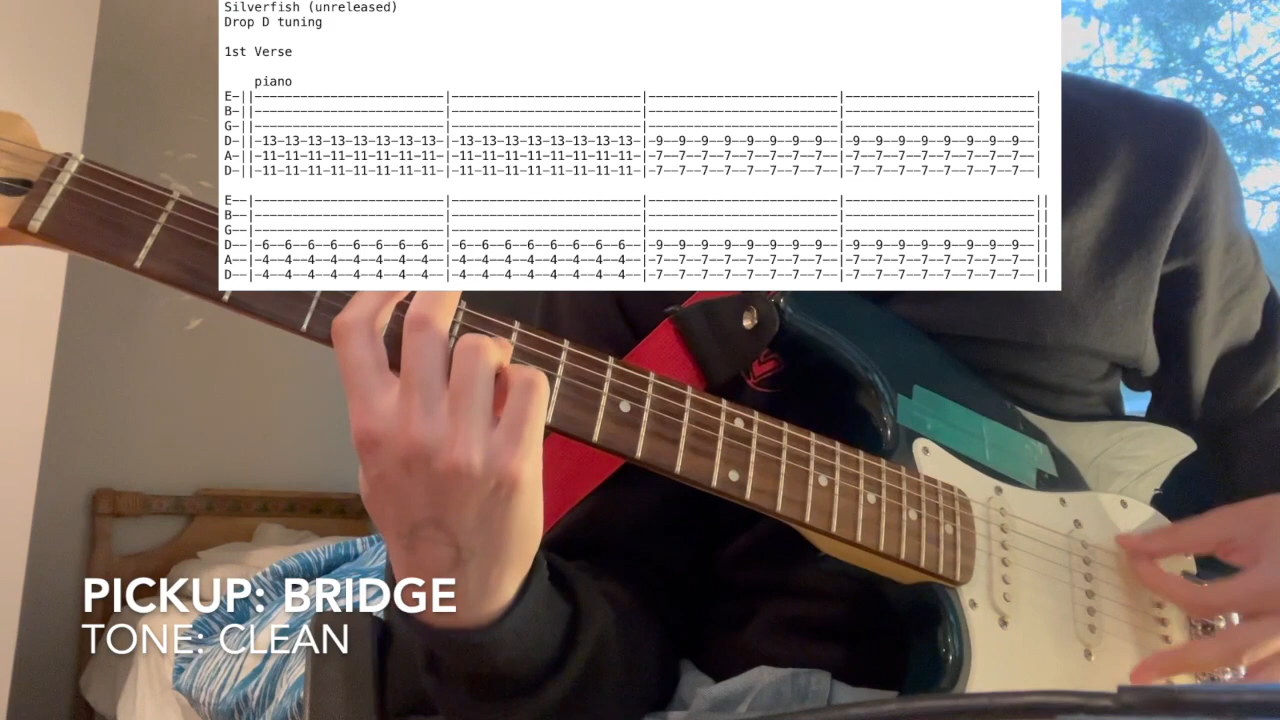 Silverfish (unreleased)
Drop D tuning
1st Verse
piano
E-||-------------------------|--------------------------|--------------------------|--------------------------|
B-||-------------------------|--------------------------|--------------------------|--------------------------|
G-||-------------------------|--------------------------|--------------------------|--------------------------|
D-||-13-13-13-13-13-13-13-13-|-13-13-13-13-13-13-13-13--|-9--9--9--9--9--9--9--9--|-9--9--9--9--9--9--9--9--|
A-||-11-11-11-11-11-11-11-11-|-11-11-11-11-11-11-11-11-|-7--7--7--7--7--7--7--7--|-7--7--7--7--7--7--7--7--|
D-||-11-11-11-11-11-11-11-11-|-11-11-11-11-11-11-11-11-|-7--7--7--7--7--7--7--7--|-7--7--7--7--7--7--7--7--|
E--|-------------------------|-------------------------|-------------------------|-------------------------||
B--|-------------------------|-------------------------|-------------------------|-------------------------||
G--|-------------------------|-------------------------|-------------------------|-------------------------||
D--|-6--6--6--6--6--6--6--6--|-6--6--6--6--6--6--6--6--|-9--9--9--9--9--9--9--9--|-9--9--9--9--9--9--9--9--||
A--|-4--4--4--4--4--4--4--4--|-4--4--4--4--4--4--4--4--|-7--7--7--7--7--7--7--7--|-7--7--7--7--7--7--7--7--||
D--|-4--4--4--4--4--4--4--4--|-4--4--4--4--4--4--4--4--|-7--7--7--7--7--7--7--7--|-7--7--7--7--7--7--7--7--||
PICKUP: BRIDGE
TONE: CLEAN